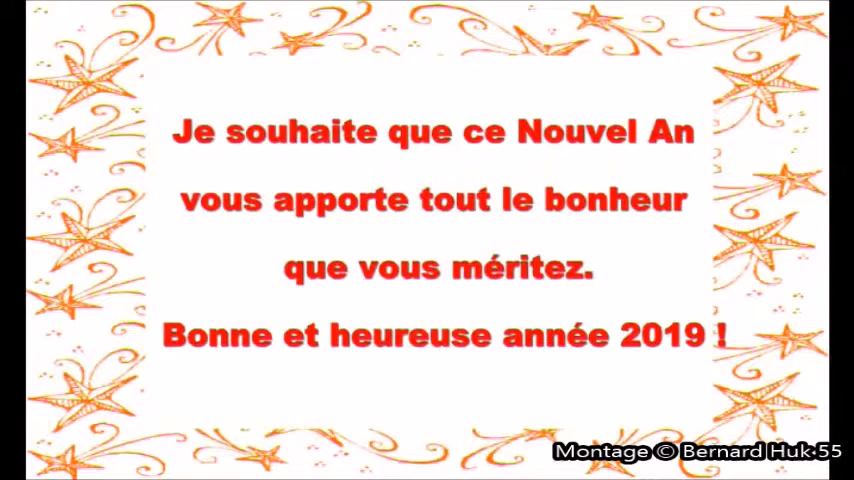 Je souhaite que ce Nouvel An
vous apporte tout le bonheur
que vous méritez.
Bonne et heureuse année 2019 !
Montage © Bernard Huk.55